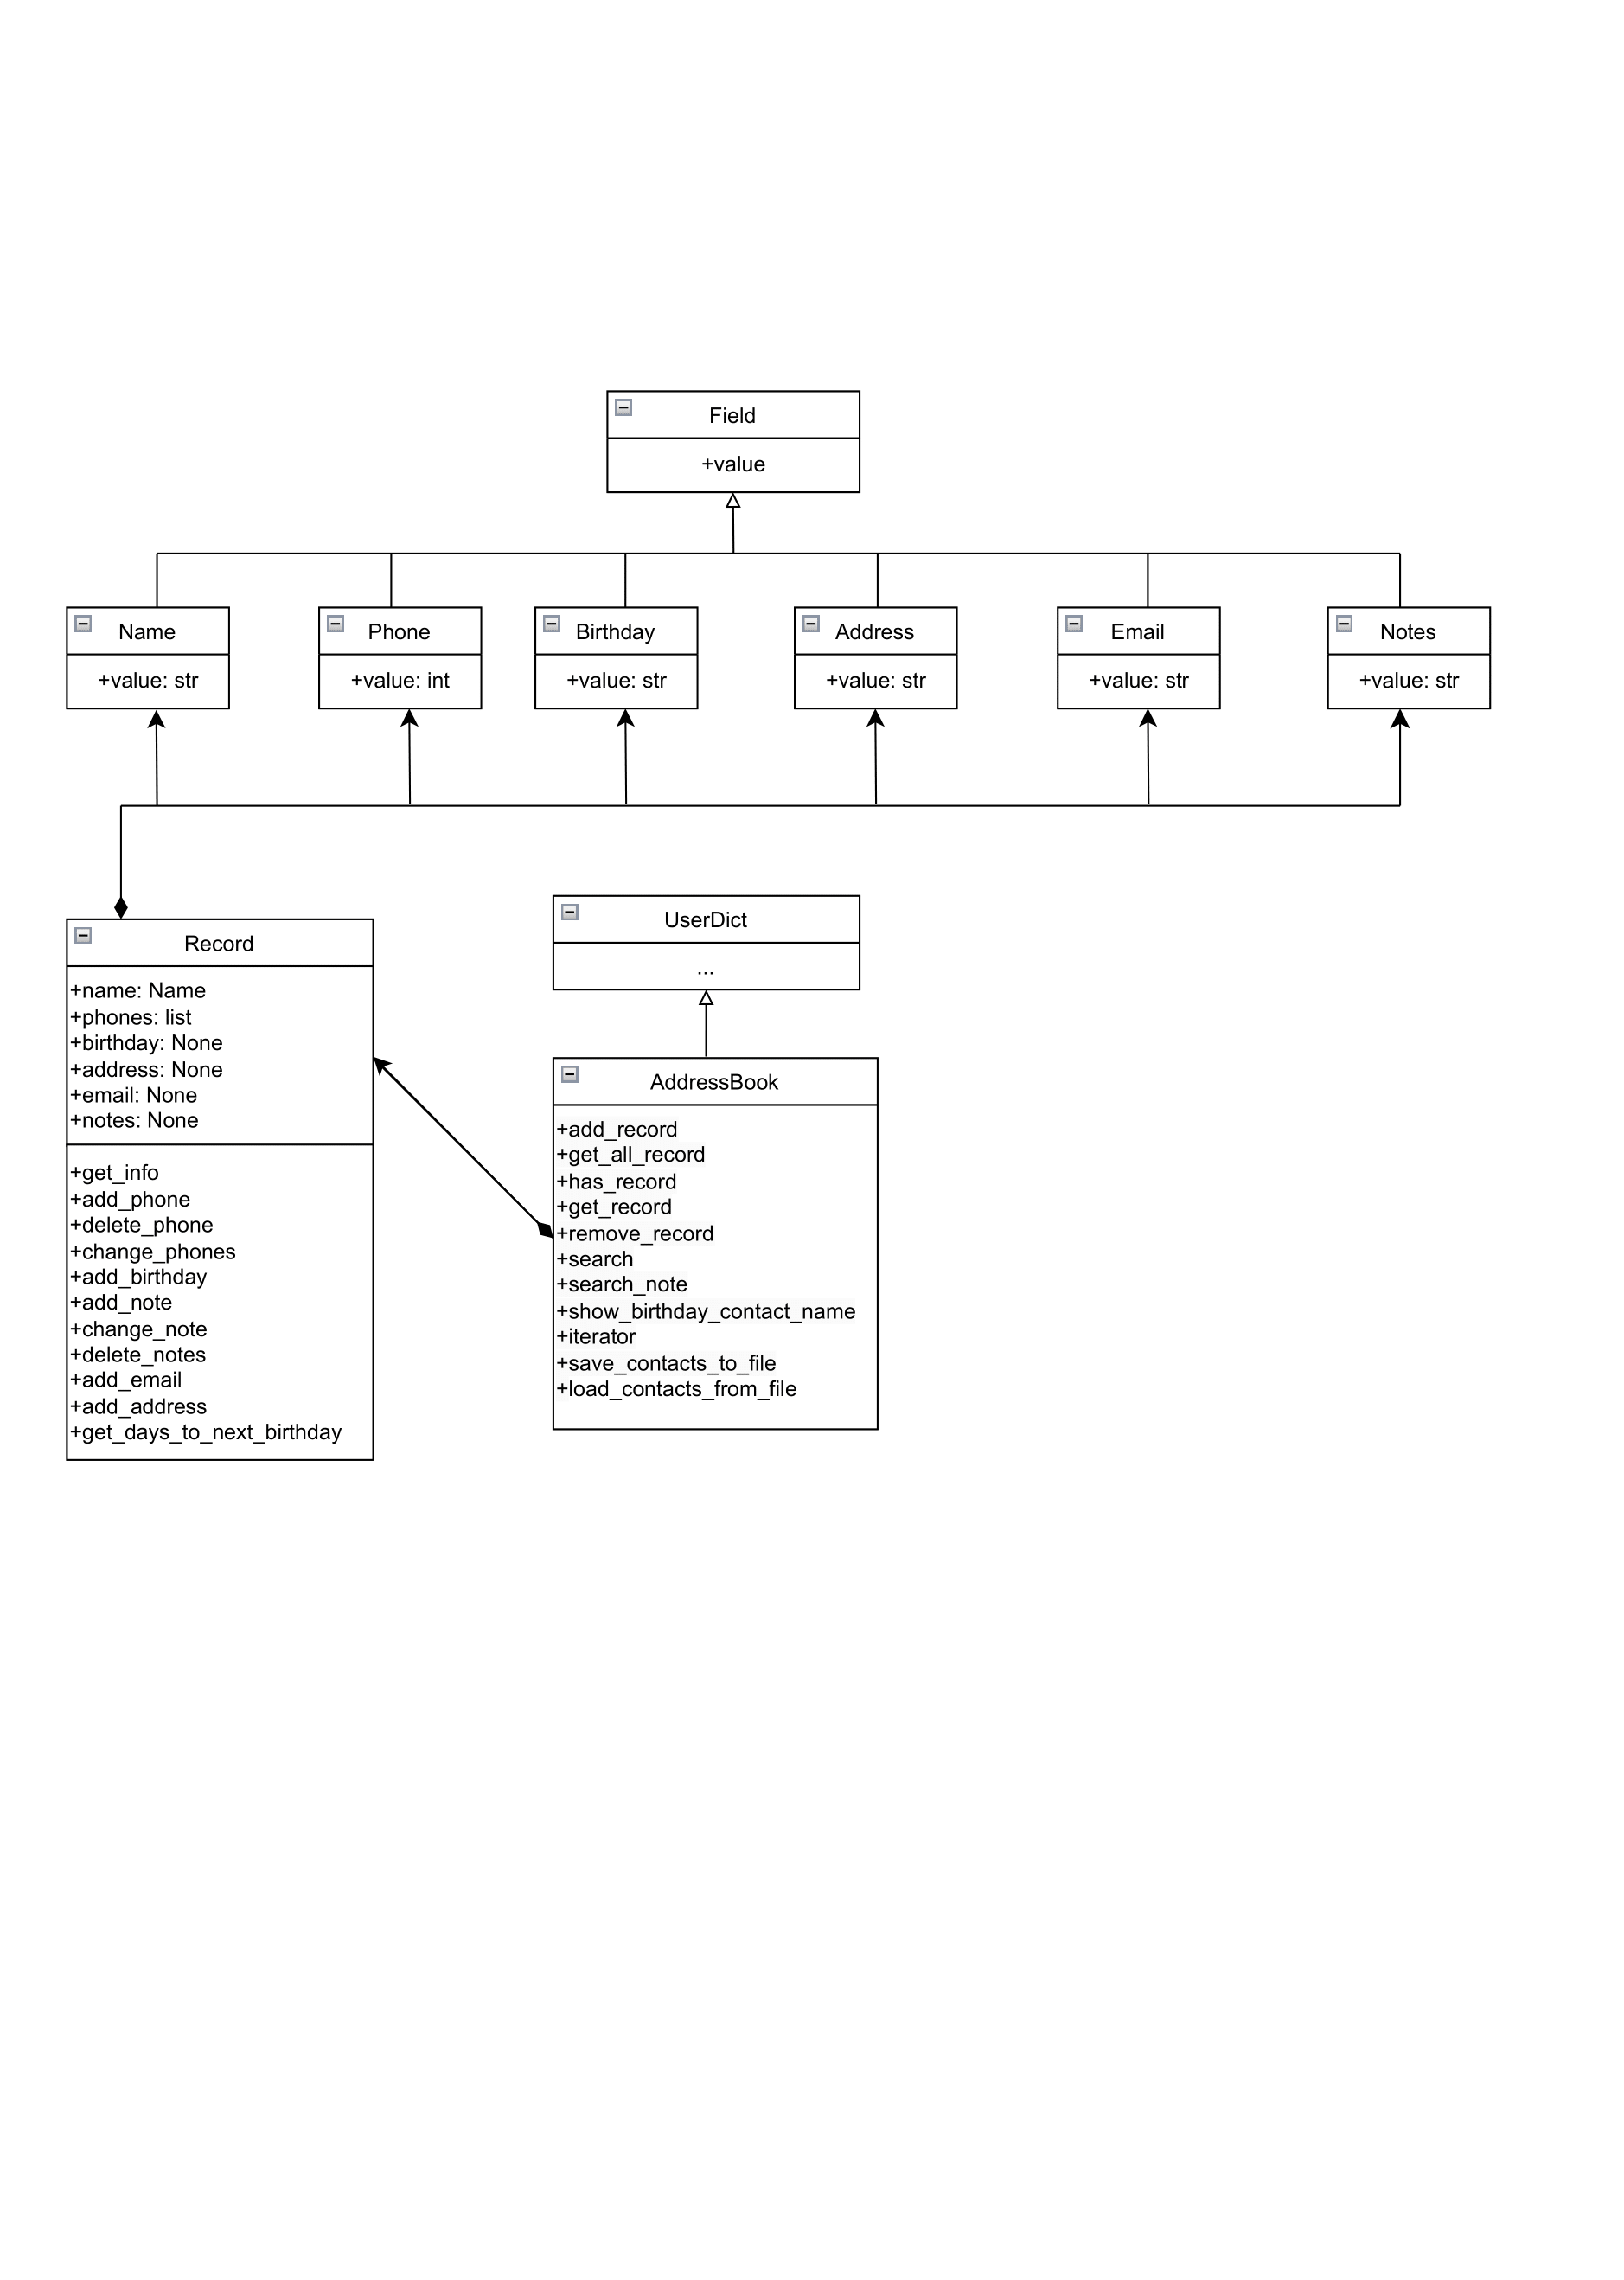 Field
+value
Name
+value: str
Phone
+value: int
Birthday
+value: str
Address
+value: str
Email
+value: str
Notes
+value: str
Record
+name: Name
+phones: list
+birthday: None
+address: None
+email: None
+notes: None
+get_info
+add_phone
+delete_phone
+change_phones
+add_birthday
+add_note
+change_note
+delete_notes
+add_email
+add_address
+get_days_to_next_birthday
UserDict
...
AddressBook
+add_record
+get_all_record
+has_record
+get_record
+remove_record
+search
+search_note
+show_birthday_contact_name
+iterator
+save_contacts_to_file
+load_contacts_from_file